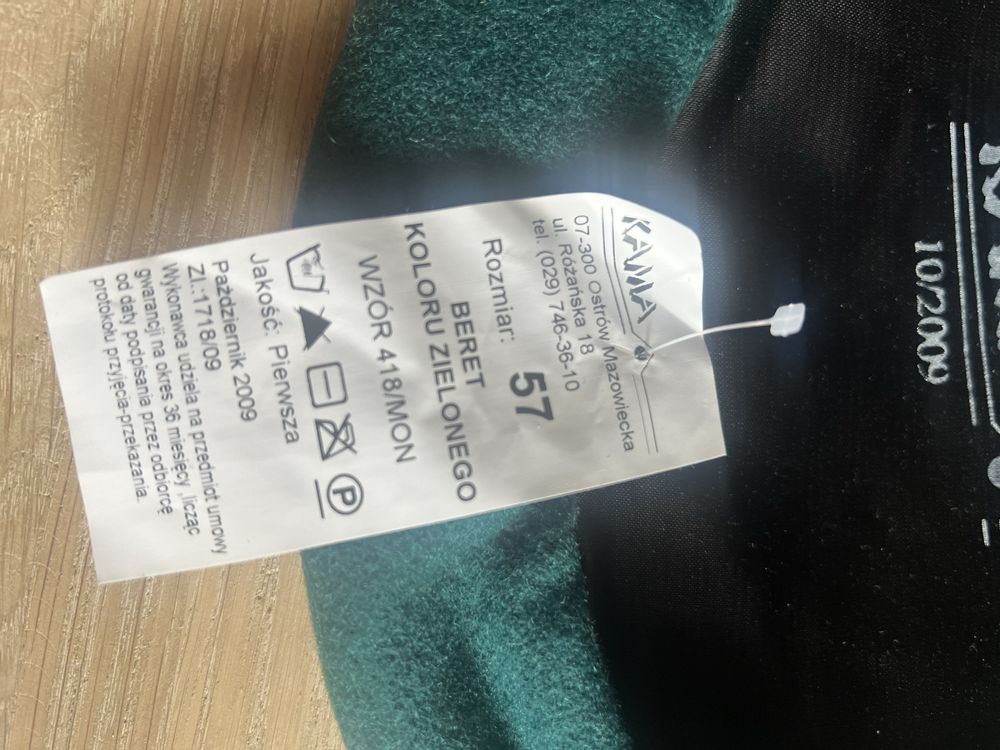 KAMA
07-300 Ostrów Mazowiecka
ul. Różańska 18
tel. (029) 746-36-10
Rozmiar: 57
BERET
KOLORU ZIELONEGO
WZÓR 418/MON
P
Jakość: Pierwsza
Październik 2009
Zl.:1718/09
Wykonawca udziela na przedmiot umowy
gwarancji na okres 36 miesięcy ,licząc
od daty podpisania przez odbiorcę
protokołu przyjęcia-przekazania.
10/2009